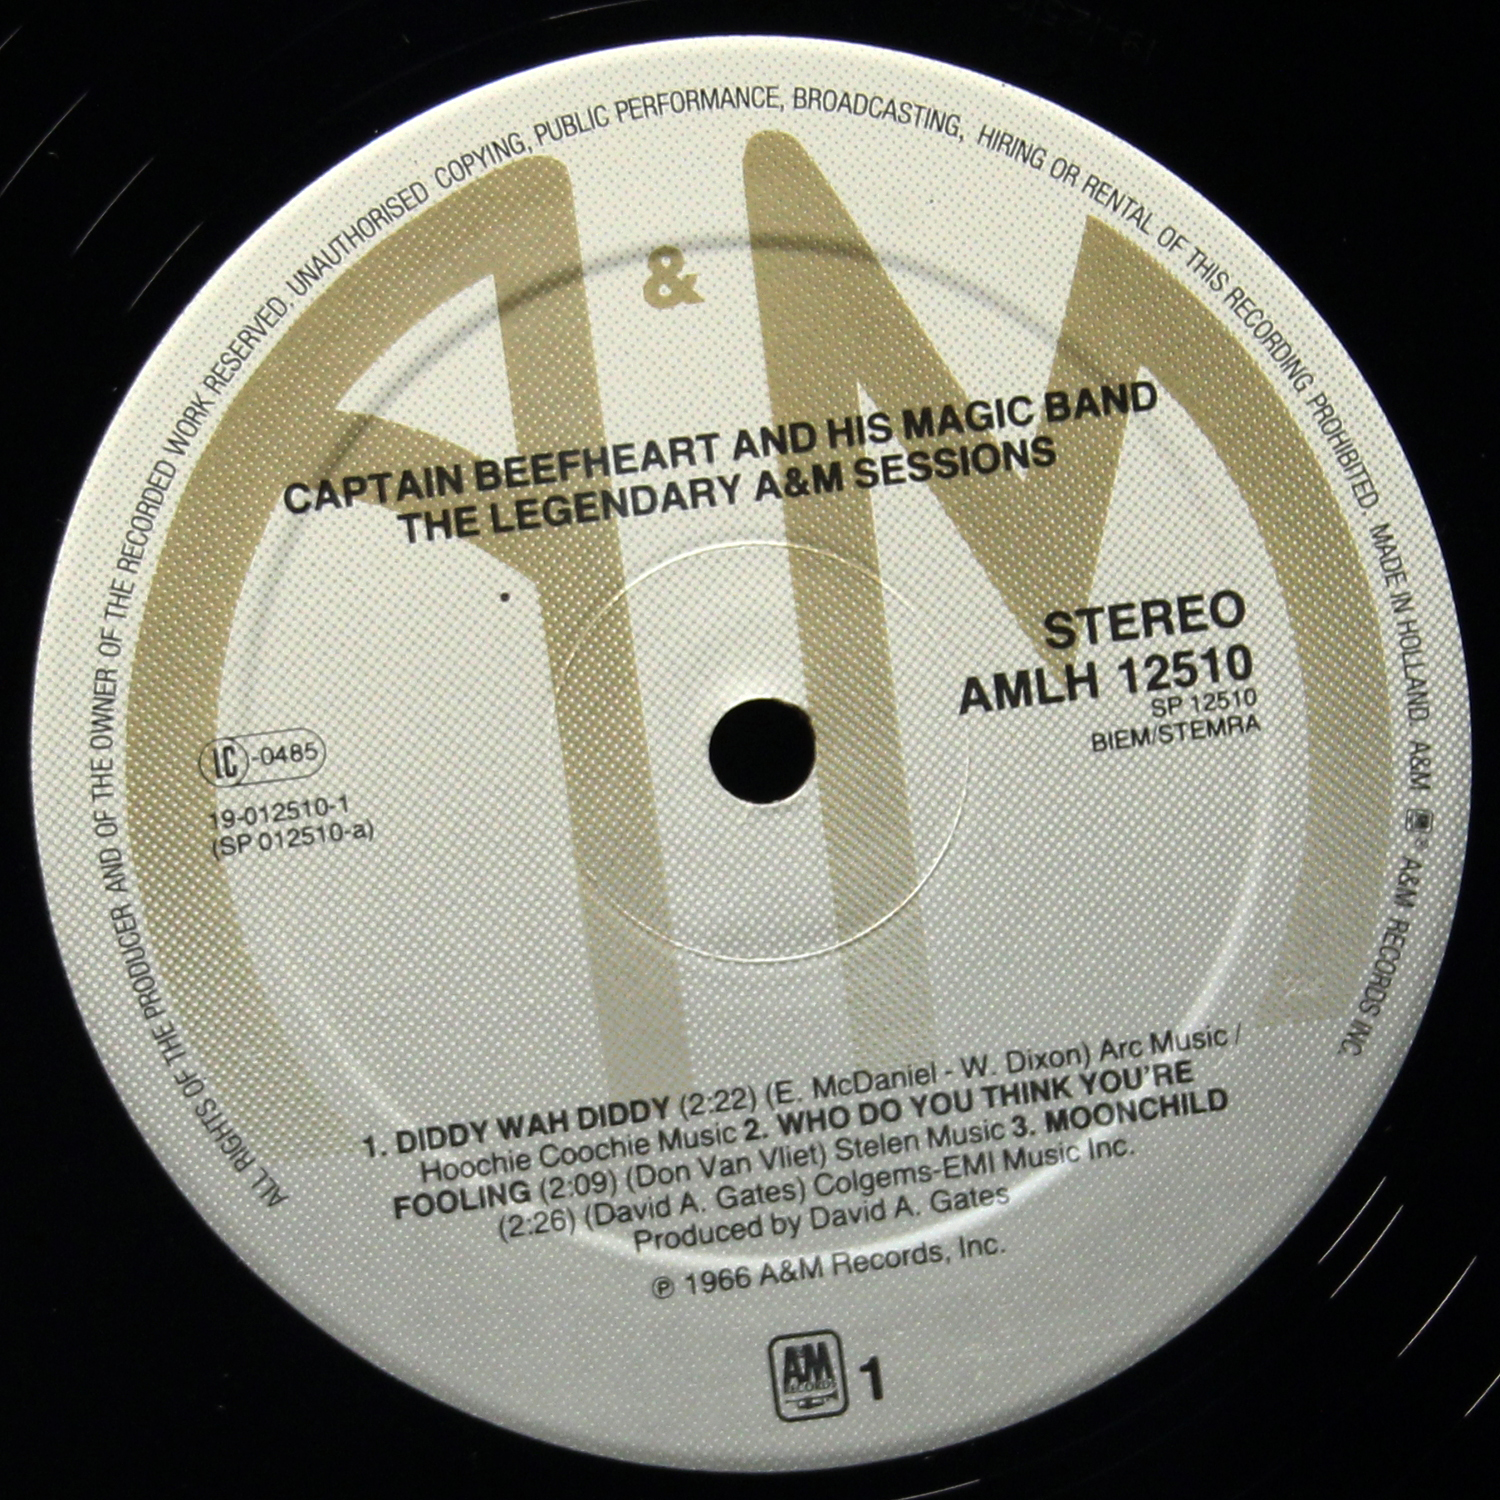 ALL RIGHTS OF THE PRODUCER AND OF THE OWNER OF THE RECORDED WORK RESERVED. UNAUTHORISED COPYING, PUBLIC PERFORMANCE, BROADCASTING, HIRING OR RENTAL OF THIS RECORDING PROHIBITED. MADE IN HOLLAND. A&M ® A&M RECORDS INC.
A & M
CAPTAIN BEEFHEART AND HIS MAGIC BAND
THE LEGENDARY A&M SESSIONS
STEREO
AMLH 12510
SP 12510
BIEM/STEMRA
LC-0485
19-012510-1
(SP 012510-a)
1. DIDDY WAH DIDDY (2:22) (E. McDaniel - W. Dixon) Arc Music /
Hoochie Coochie Music 2. WHO DO YOU THINK YOU'RE
FOOLING (2:09) (Don Van Vliet) Stelen Music 3. MOONCHILD
(2:26) (David A. Gates) Colgems-EMI Music Inc.
Produced by David A. Gates
℗ 1966 A&M Records, Inc.
A&M RECORDS 1